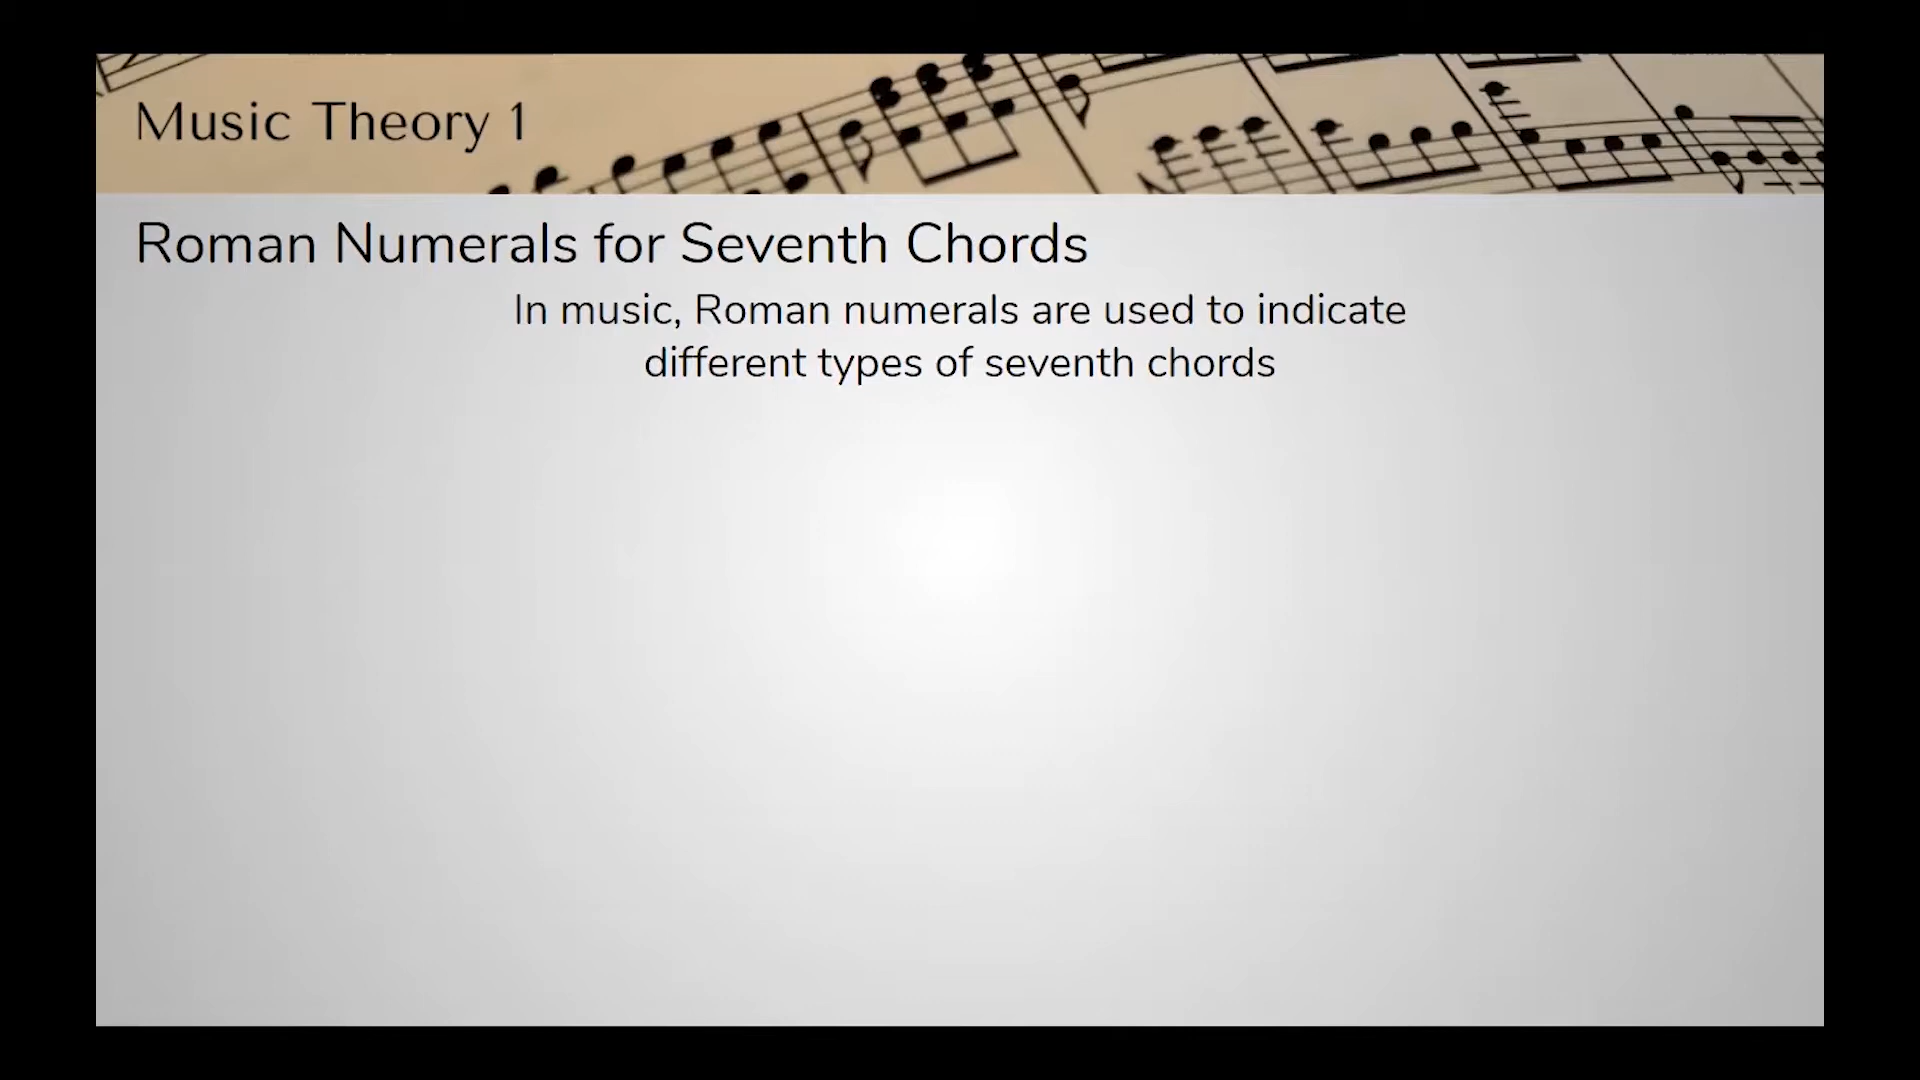 Music Theory 1
Roman Numerals for Seventh Chords
In music, Roman numerals are used to indicate
different types of seventh chords